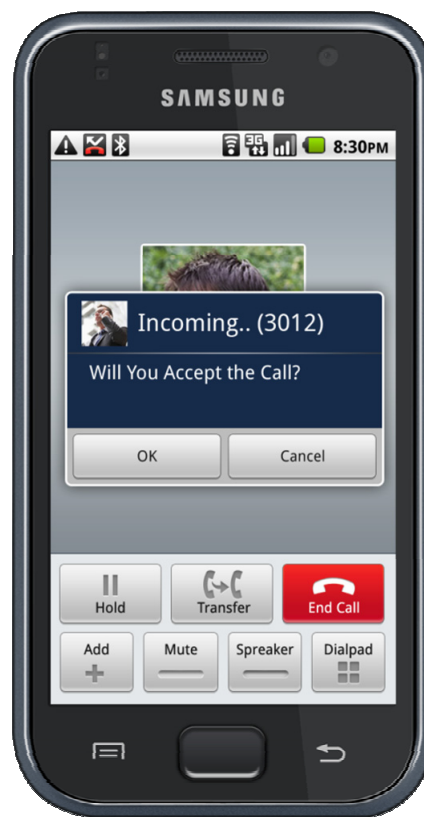 SAMSUNG
3G 8:30PM
Incoming.. (3012)
Will You Accept the Call?
OK Cancel
Hold Transfer End Call
Add Mute Spreaker Dialpad